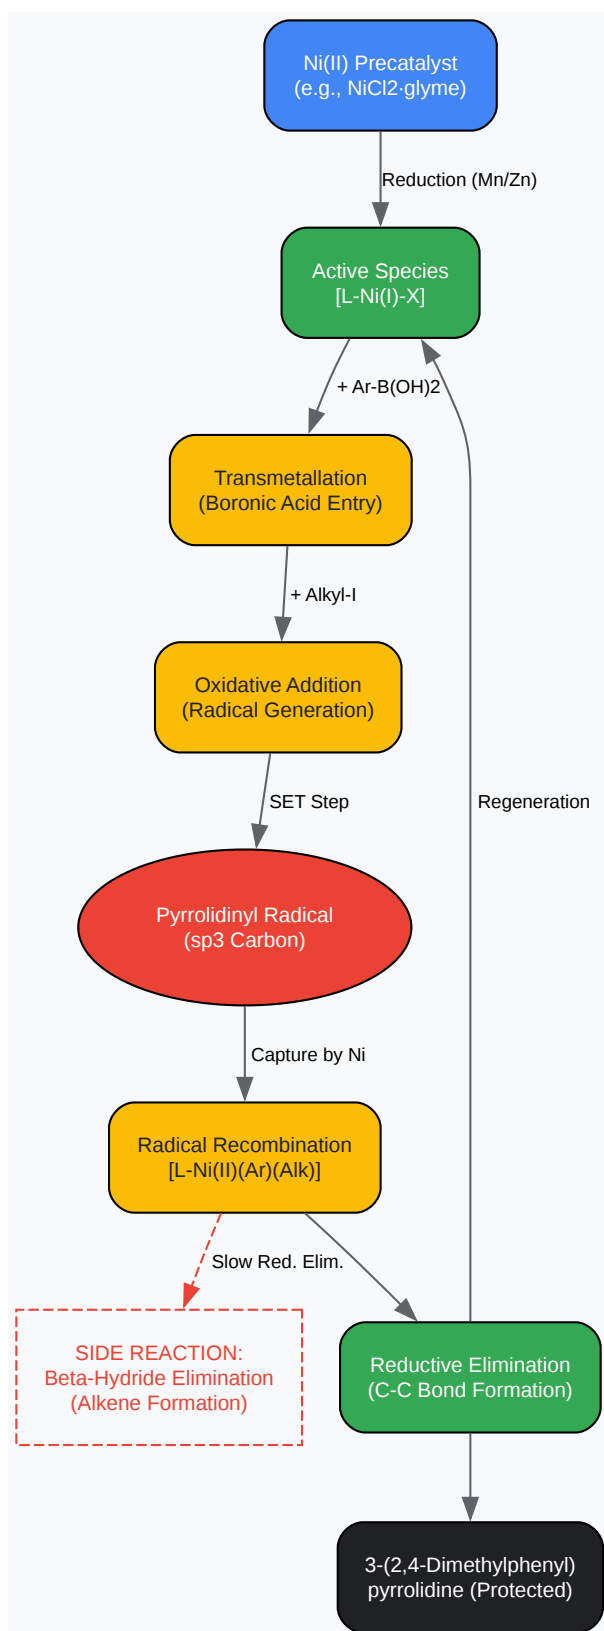 Ni(II) Precatalyst
(e.g., NiCl2·glyme)
Reduction (Mn/Zn)
Active Species
[L-Ni(I)-X]
+ Ar-B(OH)2
Transmetallation
(Boronic Acid Entry)
+ Alkyl-I
Oxidative Addition
(Radical Generation)
SET Step
Regeneration
Pyrrolidinyl Radical
(sp3 Carbon)
Capture by Ni
Radical Recombination
[L-Ni(II)(Ar)(Alk)]
Slow Red. Elim.
SIDE REACTION:
Beta-Hydride Elimination
(Alkene Formation)
Reductive Elimination
(C-C Bond Formation)
3-(2,4-Dimethylphenyl)
pyrrolidine (Protected)